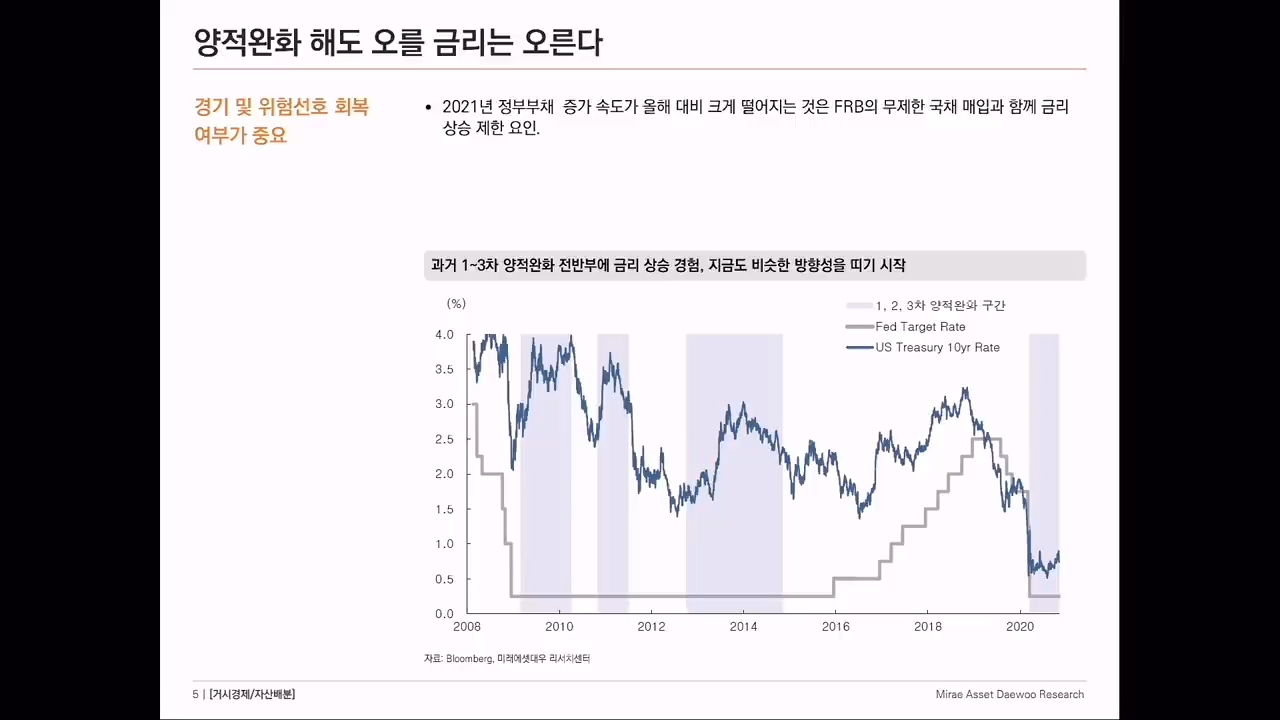 양적완화 해도 오를 금리는 오른다
경기 및 위험선호 회복
여부가 중요
• 2021년 정부부채 증가 속도가 올해 대비 크게 떨어지는 것은 FRB의 무제한 국채 매입과 함께 금리
상승 제한 요인.
과거 1~3차 양적완화 전반부에 금리 상승 경험, 지금도 비슷한 방향성을 띠기 시작
(%)
1, 2, 3차 양적완화 구간
Fed Target Rate
US Treasury 10yr Rate
4.0
3.5
3.0
2.5
2.0
1.5
1.0
0.5
0.0
2008 2010 2012 2014 2016 2018 2020
자료: Bloomberg, 미래에셋대우 리서치센터
5 | [거시경제/자산배분]
Mirae Asset Daewoo Research